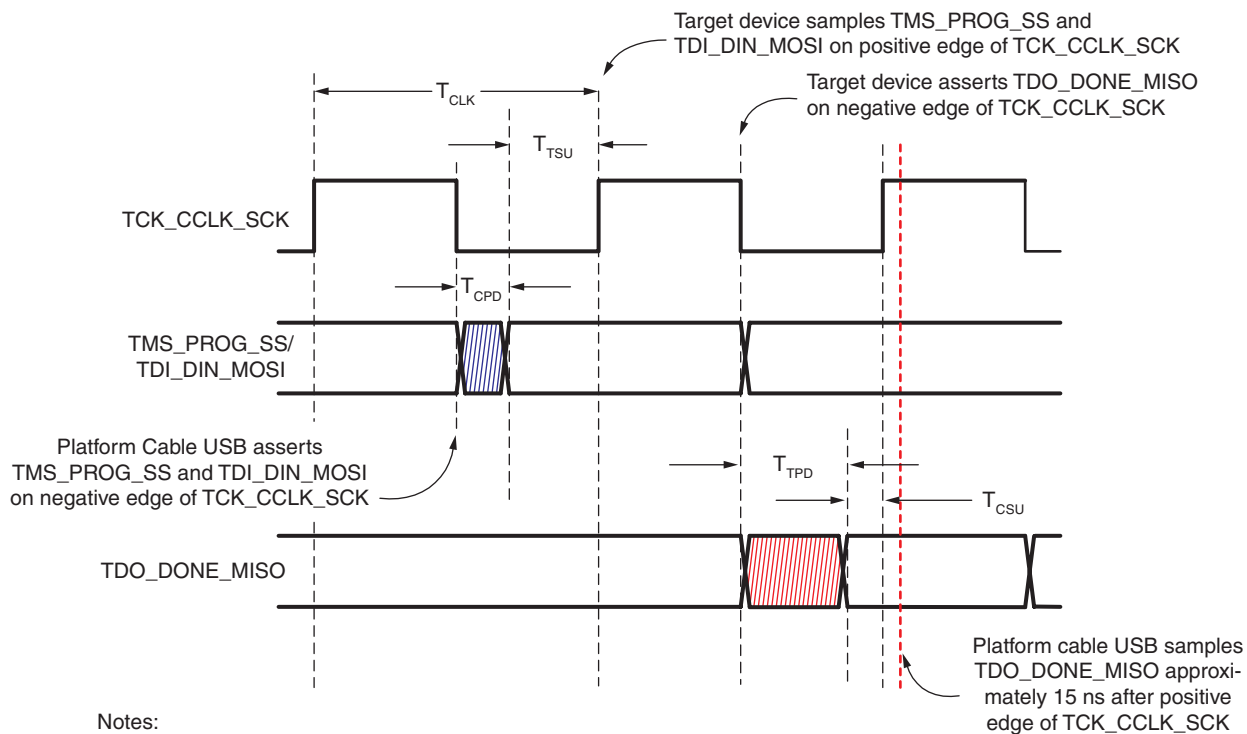 Target device samples TMS_PROG_SS and
TDI_DIN_MOSI on positive edge of TCK_CCLK_SCK
Target device asserts TDO_DONE_MISO
on negative edge of TCK_CCLK_SCK
TCLK
TTSU
TCK_CCLK_SCK
TCPD
TMS_PROG_SS/
TDI_DIN_MOSI
Platform Cable USB asserts
TMS_PROG_SS and TDI_DIN_MOSI
on negative edge of TCK_CCLK_SCK
TTPD
TCSU
TDO_DONE_MISO
Platform cable USB samples
TDO_DONE_MISO approxi-
mately 15 ns after positive
edge of TCK_CCLK_SCK
Notes: